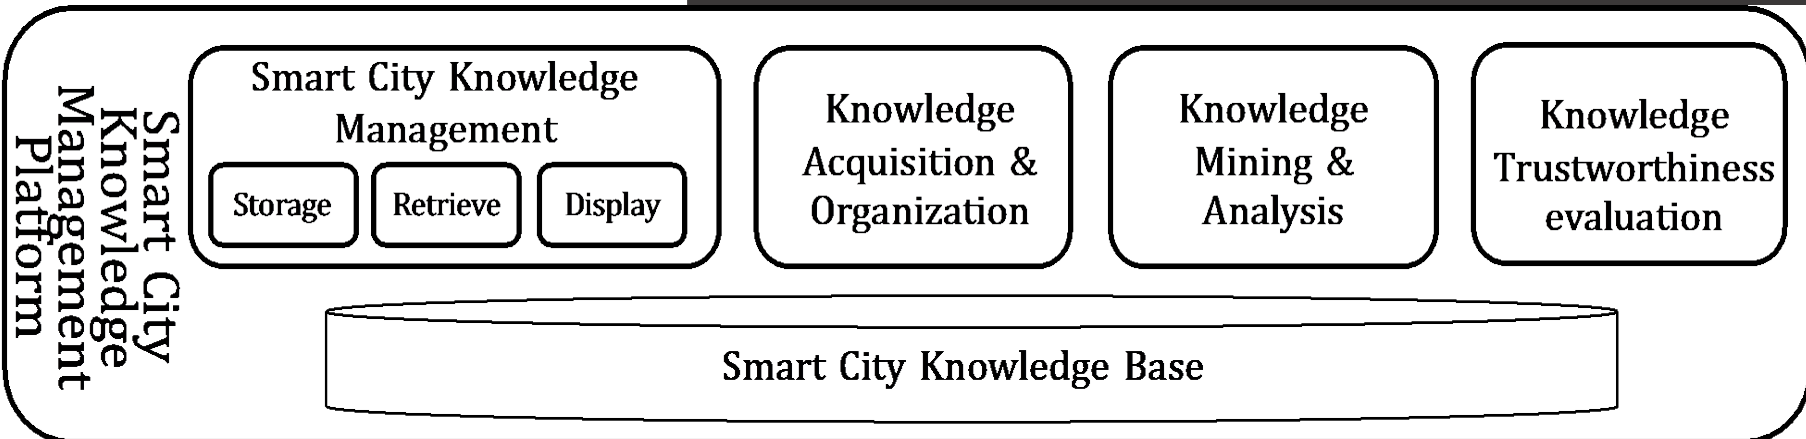 Smart City
Knowledge
Management
Platform
Smart City Knowledge
Management
Storage
Retrieve
Display
Knowledge
Acquisition &
Organization
Knowledge
Mining &
Analysis
Knowledge
Trustworthiness
evaluation
Smart City Knowledge Base